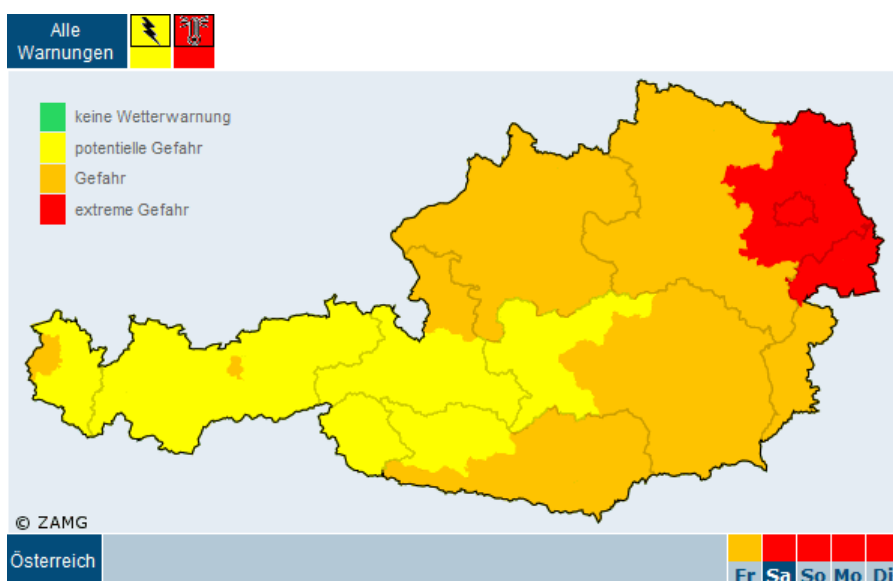 Alle
Warnungen
keine Wetterwarnung
potentielle Gefahr
Gefahr
extreme Gefahr
© ZAMG
Österreich
Fr Sa So Mo Di